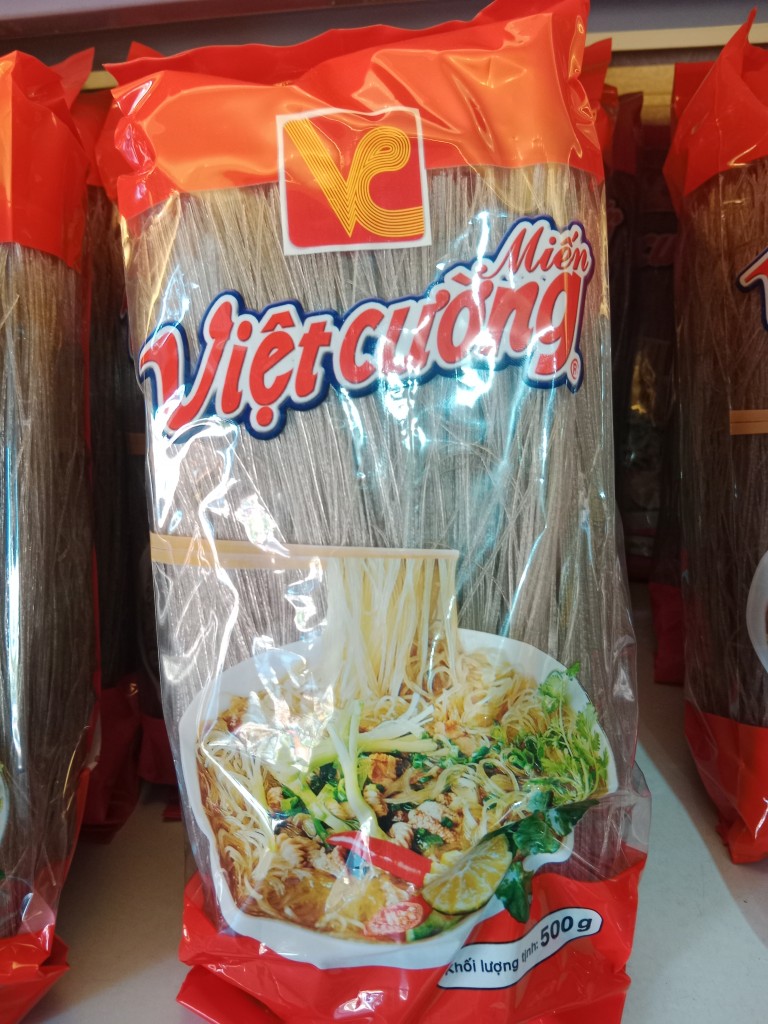 VC
Miến
Việt cường®
Khối lượng tịnh: 500 g